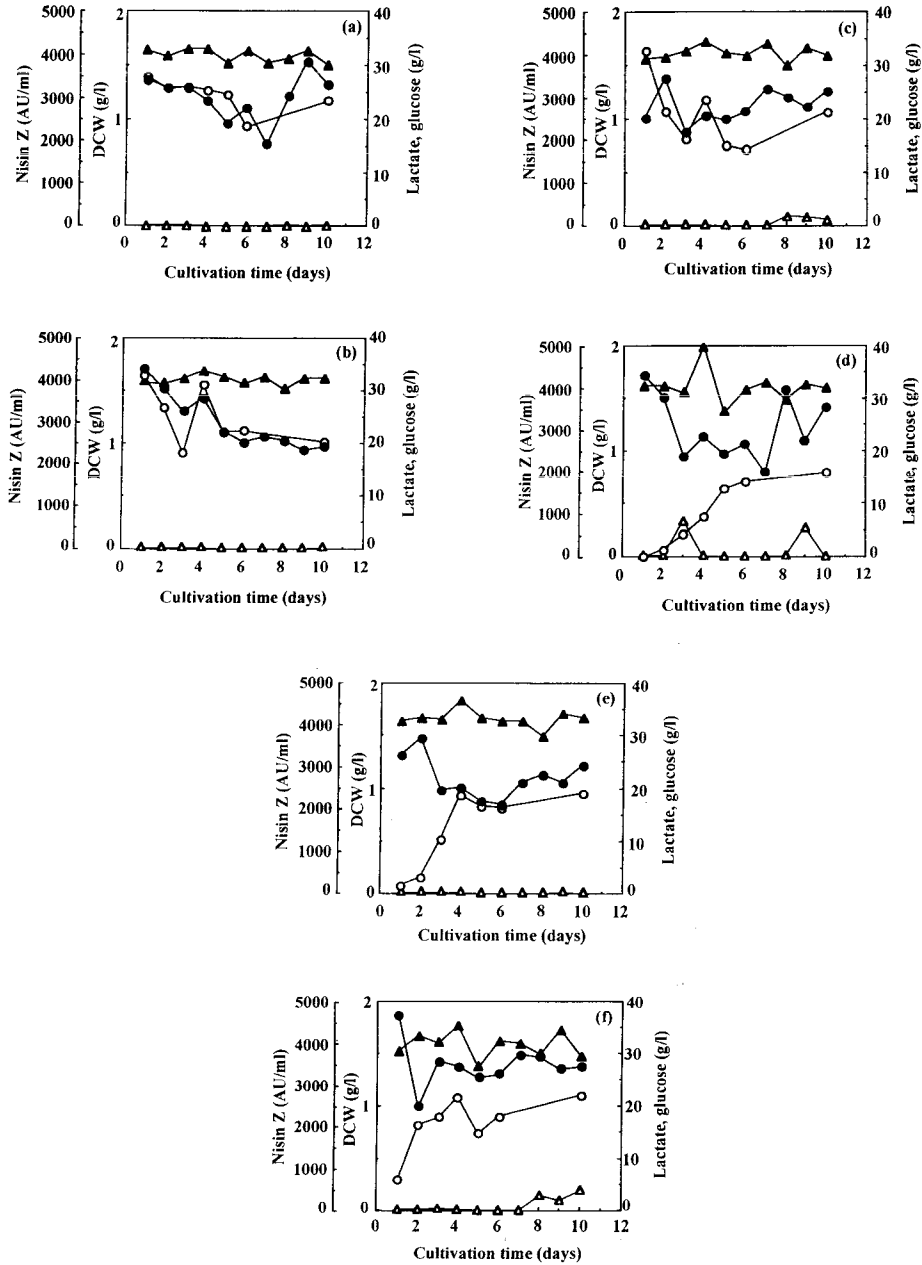 (a)
Nisin Z (AU/ml)
5000
4000
3000
2000
1000
0
DCW (g/l)
2
1
0
Lactate, glucose (g/l)
40
30
20
10
0
0 2 4 6 8 10 12
Cultivation time (days)
(b)
Nisin Z (AU/ml)
5000
4000
3000
2000
1000
0
DCW (g/l)
2
1
0
Lactate, glucose (g/l)
40
30
20
10
0
0 2 4 6 8 10 12
Cultivation time (days)
(c)
Nisin Z (AU/ml)
5000
4000
3000
2000
1000
0
DCW (g/l)
2
1
0
Lactate, glucose (g/l)
40
30
20
10
0
0 2 4 6 8 10 12
Cultivation time (days)
(d)
Nisin Z (AU/ml)
5000
4000
3000
2000
1000
0
DCW (g/l)
2
1
0
Lactate, glucose (g/l)
40
30
20
10
0
0 2 4 6 8 10 12
Cultivation time (days)
(e)
Nisin Z (AU/ml)
5000
4000
3000
2000
1000
0
DCW (g/l)
2
1
0
Lactate, glucose (g/l)
40
30
20
10
0
0 2 4 6 8 10 12
Cultivation time (days)
(f)
Nisin Z (AU/ml)
5000
4000
3000
2000
1000
0
DCW (g/l)
2
1
0
Lactate, glucose (g/l)
40
30
20
10
0
0 2 4 6 8 10 12
Cultivation time (days)